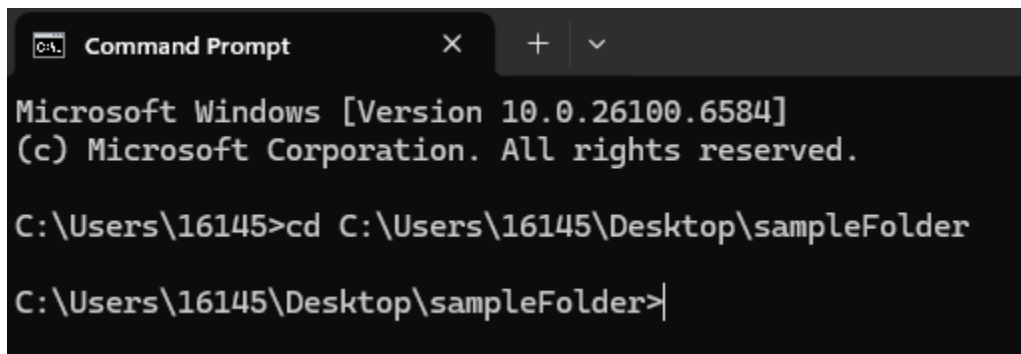 Command Prompt
Microsoft Windows [Version 10.0.26100.6584]
(c) Microsoft Corporation. All rights reserved.
C:\Users\16145>cd C:\Users\16145\Desktop\sampleFolder
C:\Users\16145\Desktop\sampleFolder>